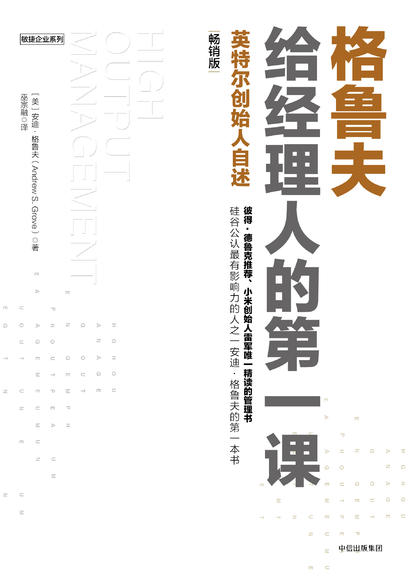 格鲁夫
给经理人的第一课
英特尔创始人自述
[畅销版]
彼得·德鲁克推荐、小米创始人雷军唯一精读的管理书
硅谷公认最有影响力的人之一安迪·格鲁夫的第一本书
HIGH
OUTPUT
MANAGEMENT
[美]安迪·格鲁夫(Andrew S. Grove)著
巫宗融 译
敏捷企业系列
中信出版集团